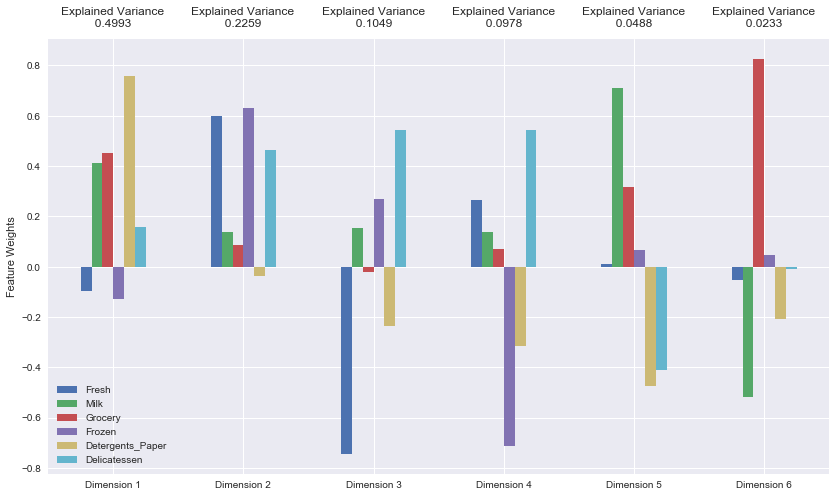 Explained Variance Explained Variance Explained Variance Explained Variance Explained Variance Explained Variance
0.4993 0.2259 0.1049 0.0978 0.0488 0.0233
0.8
0.6
0.4
0.2
0.0
−0.2
−0.4
−0.6
−0.8
Feature Weights
Fresh
Milk
Grocery
Frozen
Detergents_Paper
Delicatessen
Dimension 1 Dimension 2 Dimension 3 Dimension 4 Dimension 5 Dimension 6